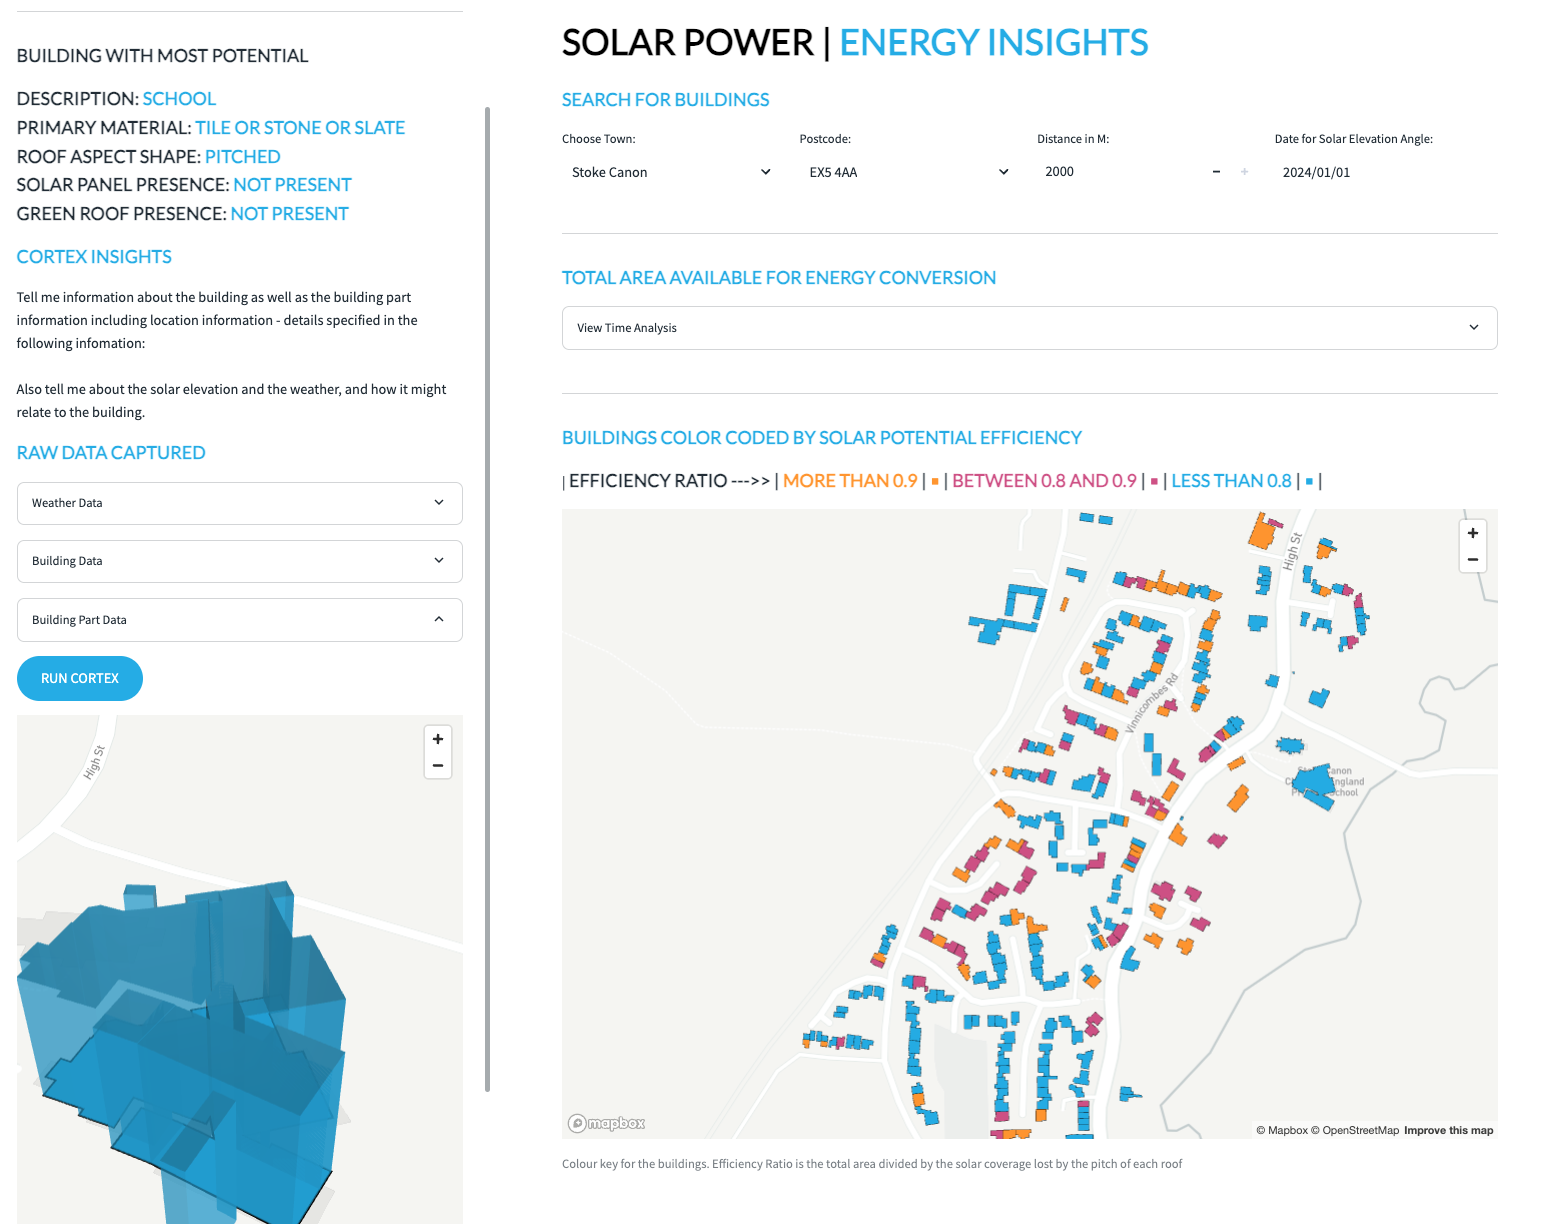 BUILDING WITH MOST POTENTIAL
DESCRIPTION: SCHOOL
PRIMARY MATERIAL: TILE OR STONE OR SLATE
ROOF ASPECT SHAPE: PITCHED
SOLAR PANEL PRESENCE: NOT PRESENT
GREEN ROOF PRESENCE: NOT PRESENT
CORTEX INSIGHTS
Tell me information about the building as well as the building part
information including location information - details specified in the
following infomation:
Also tell me about the solar elevation and the weather, and how it might
relate to the building.
RAW DATA CAPTURED
Weather Data
Building Data
Building Part Data
RUN CORTEX
High St
SOLAR POWER | ENERGY INSIGHTS
SEARCH FOR BUILDINGS
Choose Town: Postcode: Distance in M: Date for Solar Elevation Angle:
Stoke Canon EX5 4AA 2000 - + 2024/01/01
TOTAL AREA AVAILABLE FOR ENERGY CONVERSION
View Time Analysis
BUILDINGS COLOR CODED BY SOLAR POTENTIAL EFFICIENCY
| EFFICIENCY RATIO --->> | MORE THAN 0.9 | ▪ | BETWEEN 0.8 AND 0.9 | ▪ | LESS THAN 0.8 | ▪ |
High St
Vinnicombes Rd
Canon
England
School
mapbox
© Mapbox © OpenStreetMap Improve this map
Colour key for the buildings. Efficiency Ratio is the total area divided by the solar coverage lost by the pitch of each roof